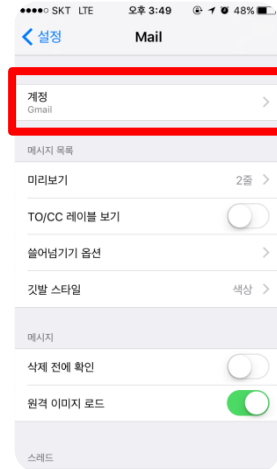 SKT LTE 오후 3:49 48%
설정 Mail
계정
Gmail
메시지 목록
미리보기 2줄
TO/CC 레이블 보기
쓸어넘기기 옵션
깃발 스타일 색상
메시지
삭제 전에 확인
원격 이미지 로드
스레드